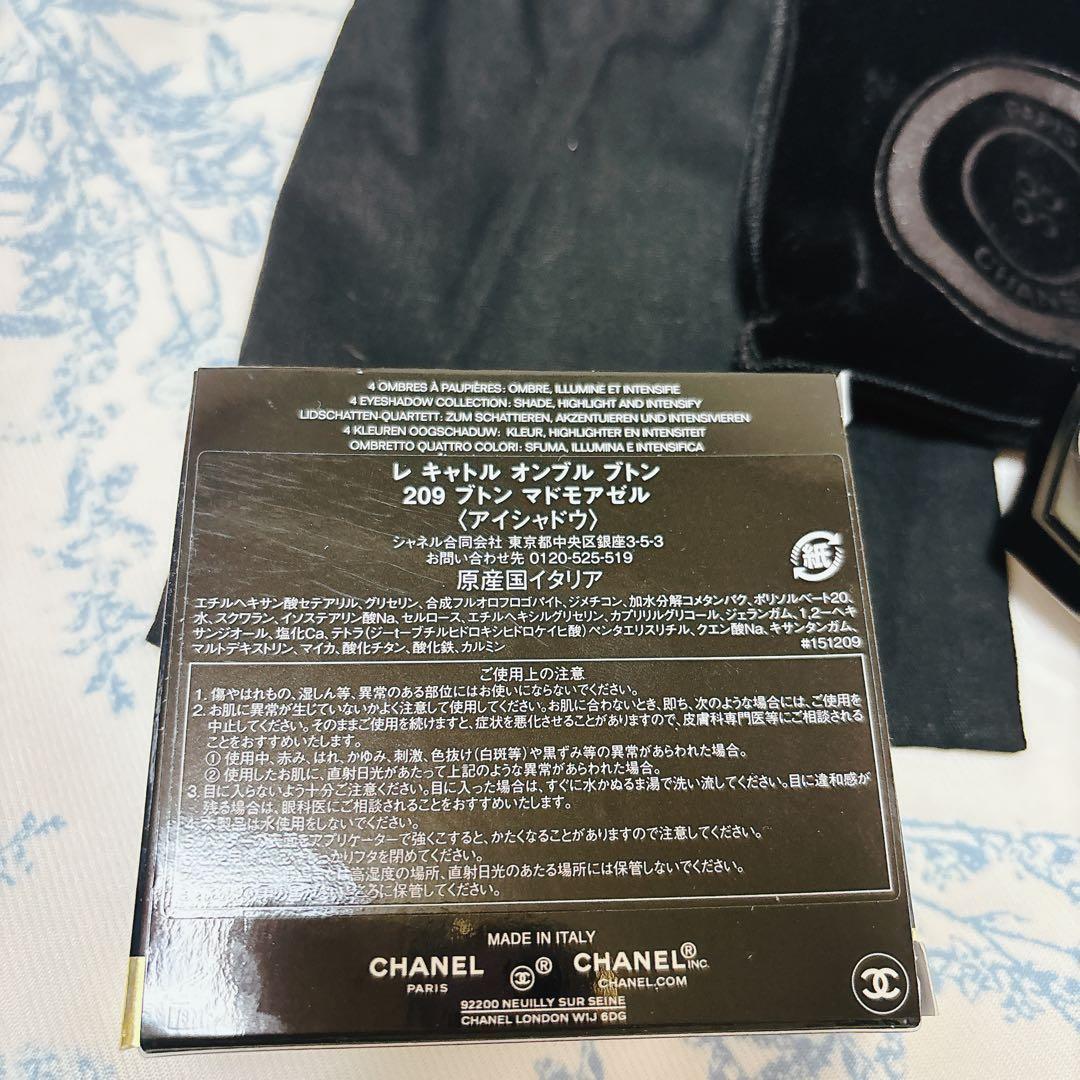 CHANEL
4 OMBRES À PAUPIÈRES: OMBRE, ILLUMINE ET INTENSIFIE
4 EYESHADOW COLLECTION: SHADE, HIGHLIGHT AND INTENSIFY
LIDSCHATTEN-QUARTETT: ZUM SCHATTIEREN, AKZENTUIEREN UND INTENSIVIEREN
4 KLEUREN OOGSCHADUW: KLEUR, HIGHLIGHTER EN INTENSITEIT
OMBRETTO QUATTRO COLORI: SFUMA, ILLUMINA E INTENSIFICA
レ キャトル オンブル ブトン
209 ブトン マドモアゼル
〈アイシャドウ〉
シャネル合同会社 東京都中央区銀座3-5-3
お問い合わせ先 0120-525-519
原産国イタリア
紙
エチルヘキサン酸セテアリル、グリセリン、合成フルオロフロゴパイト、ジメチコン、加水分解コメタンパク、ポリソルベート20、
水、スクワラン、イソステアリン酸Na、セルロース、エチルヘキシルグリセリン、カプリリルグリコール、ジェランガム、1,2-ヘキ
サンジオール、塩化Ca、テトラ(ジ-t-ブチルヒドロキシヒドロケイヒ酸)ペンタエリスリチル、クエン酸Na、キサンタンガム、
マルトデキストリン、マイカ、酸化チタン、酸化鉄、カルミン #151209
ご使用上の注意
1. 傷やはれもの、湿しん等、異常のある部位にはお使いにならないでください。
2. お肌に異常が生じていないかよく注意して使用してください。お肌に合わないとき、即ち、次のような場合には、ご使用を
中止してください。そのままご使用を続けますと、症状を悪化させることがありますので、皮膚科専門医等にご相談される
ことをおすすめいたします。
① 使用中、赤み、はれ、かゆみ、刺激、色抜け(白斑等)や黒ずみ等の異常があらわれた場合。
② 使用したお肌に、直射日光があたって上記のような異常があらわれた場合。
3. 目に入らないよう十分ご注意ください。目に入った場合は、すぐに水かぬるま湯で洗い流してください。目に違和感が
残る場合は、眼科医にご相談されることをおすすめいたします。
4. 本製品は水使用をしないでください。
アプリケーターで強くこすると、かたくなることがありますので注意してください。
かりフタを閉めてください。
高湿度の場所、直射日光のあたる場所には保管しないでください。
ころに保管してください。
MADE IN ITALY
CHANEL ® CHANEL® INC.
PARIS CHANEL.COM
92200 NEUILLY SUR SEINE
CHANEL LONDON W1J 6DG